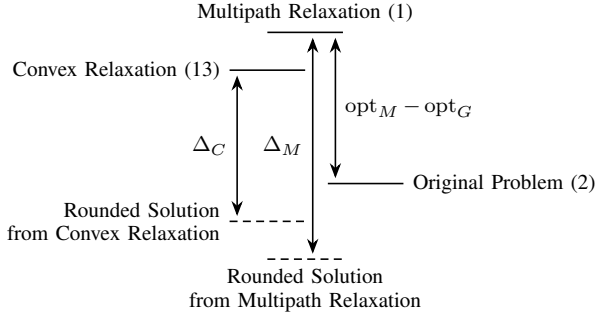 Multipath Relaxation (1)
Convex Relaxation (13)
opt_M − opt_G
Δ_C
Δ_M
Original Problem (2)
Rounded Solution
from Convex Relaxation
Rounded Solution
from Multipath Relaxation